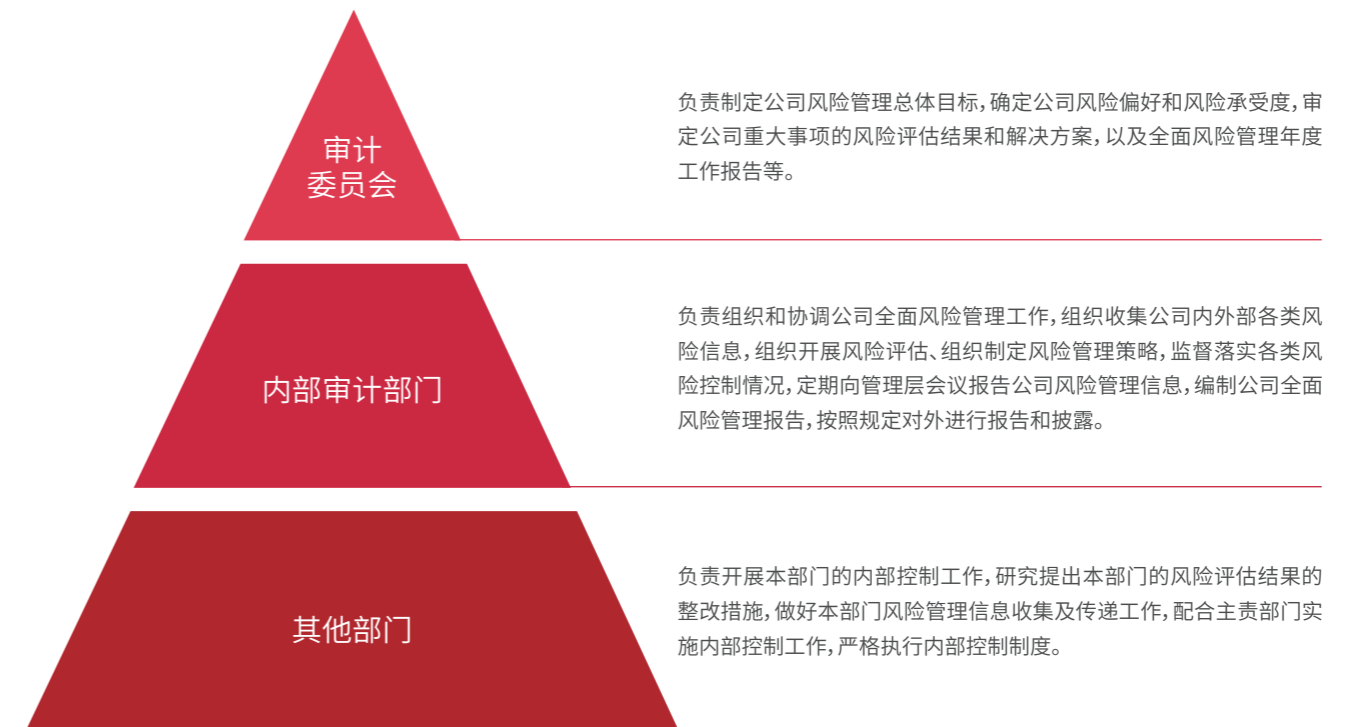 审计
委员会
负责制定公司风险管理总体目标,确定公司风险偏好和风险承受度,审
定公司重大事项的风险评估结果和解决方案,以及全面风险管理年度
工作报告等。
内部审计部门
负责组织和协调公司全面风险管理工作,组织收集公司内外部各类风
险信息,组织开展风险评估、组织制定风险管理策略,监督落实各类风
险控制情况,定期向管理层会议报告公司风险管理信息,编制公司全面
风险管理报告,按照规定对外进行报告和披露。
其他部门
负责开展本部门的内部控制工作,研究提出本部门的风险评估结果的
整改措施,做好本部门风险管理信息收集及传递工作,配合主责部门实
施内部控制工作,严格执行内部控制制度。